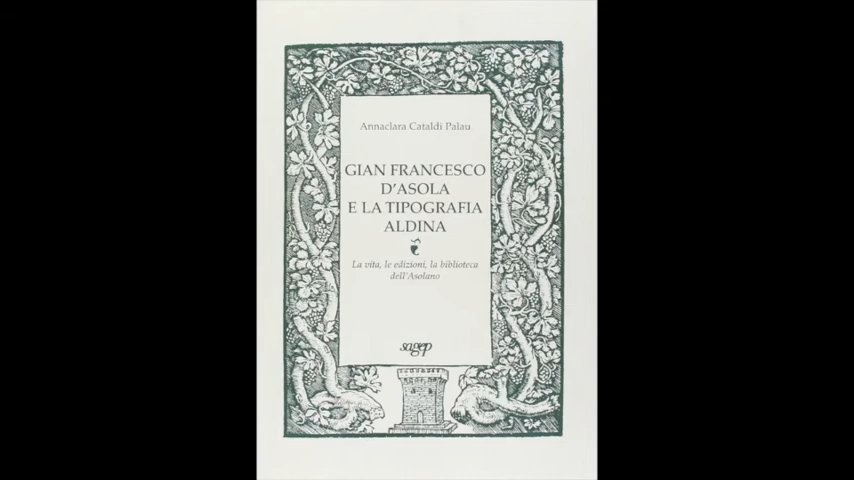 Annaclara Cataldi Palau
GIAN FRANCESCO
D'ASOLA
E LA TIPOGRAFIA
ALDINA
La vita, le edizioni, la biblioteca
dell'Asolano
sagep